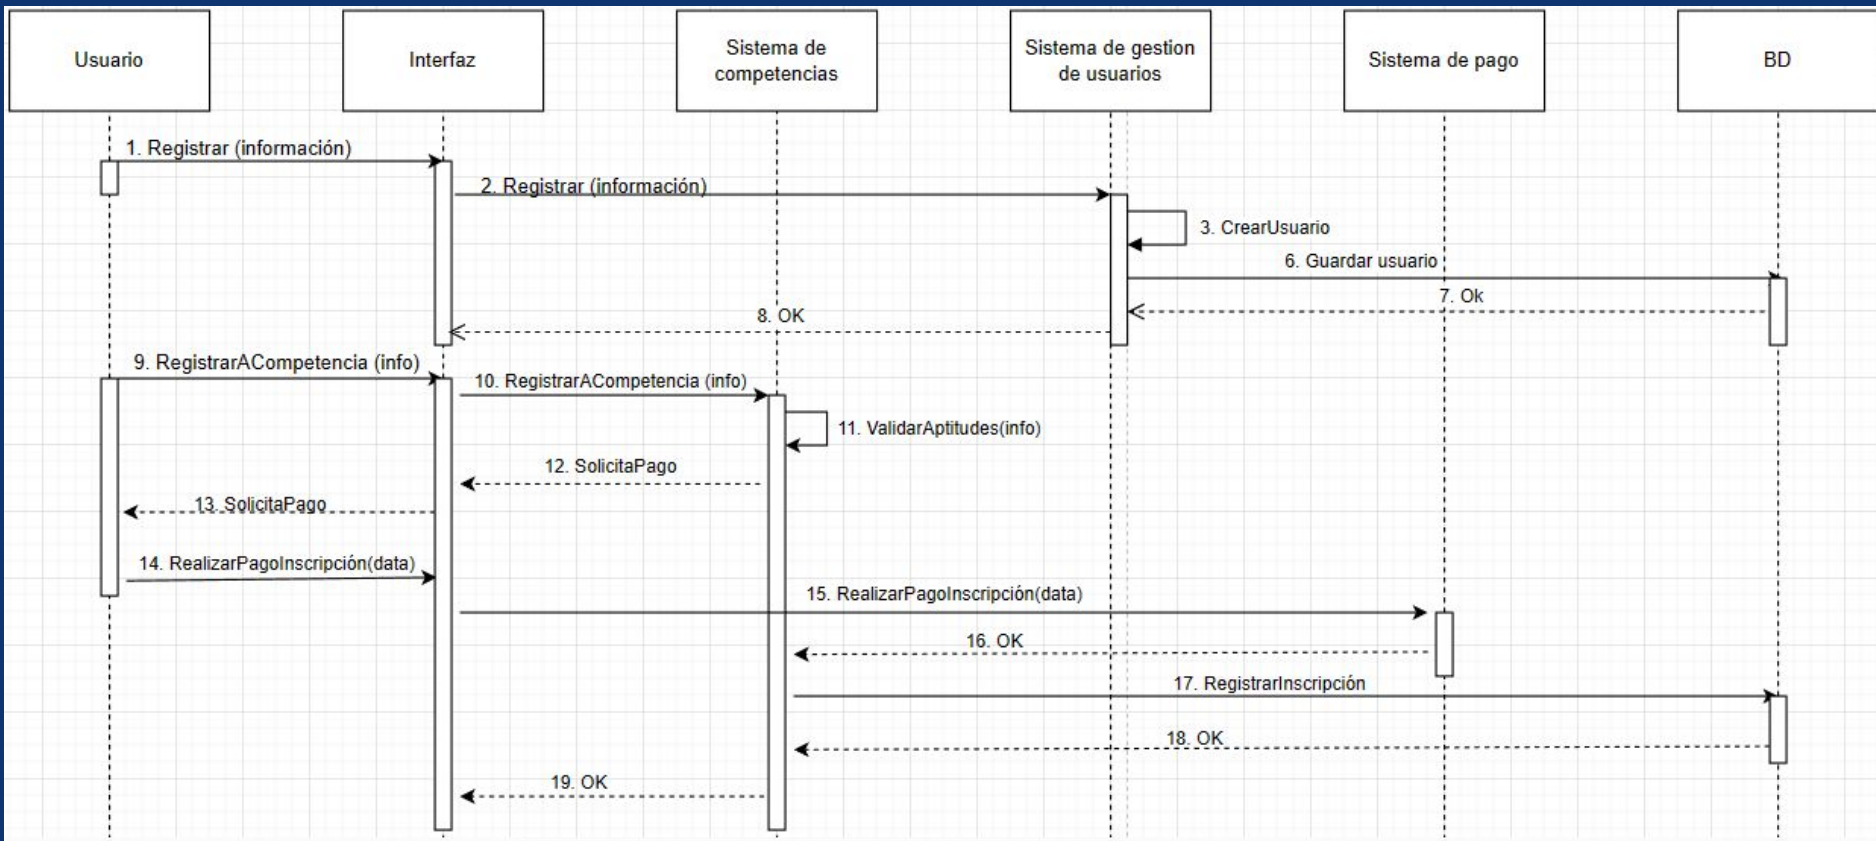 Usuario
Interfaz
Sistema de
competencias
Sistema de gestion
de usuarios
Sistema de pago
BD
1. Registrar (información)
2. Registrar (información)
3. CrearUsuario
6. Guardar usuario
7. Ok
8. OK
9. RegistrarACompetencia (info)
10. RegistrarACompetencia (info)
11. ValidarAptitudes(info)
12. SolicitaPago
13. SolicitaPago
14. RealizarPagoInscripción(data)
15. RealizarPagoInscripción(data)
16. OK
17. RegistrarInscripción
18. OK
19. OK